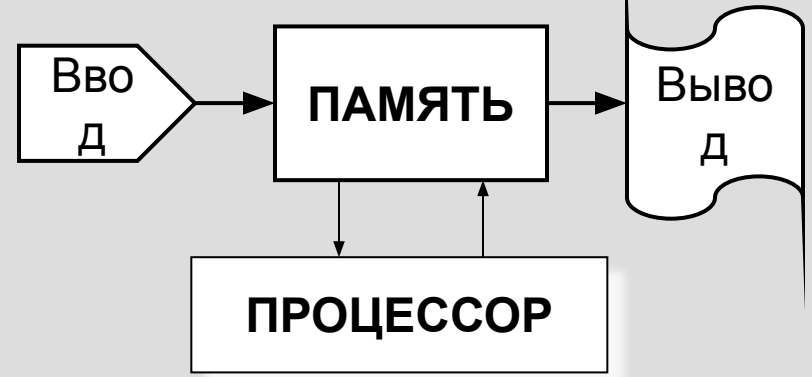 Вво
д
ПАМЯТЬ
Выво
д
ПРОЦЕССОР